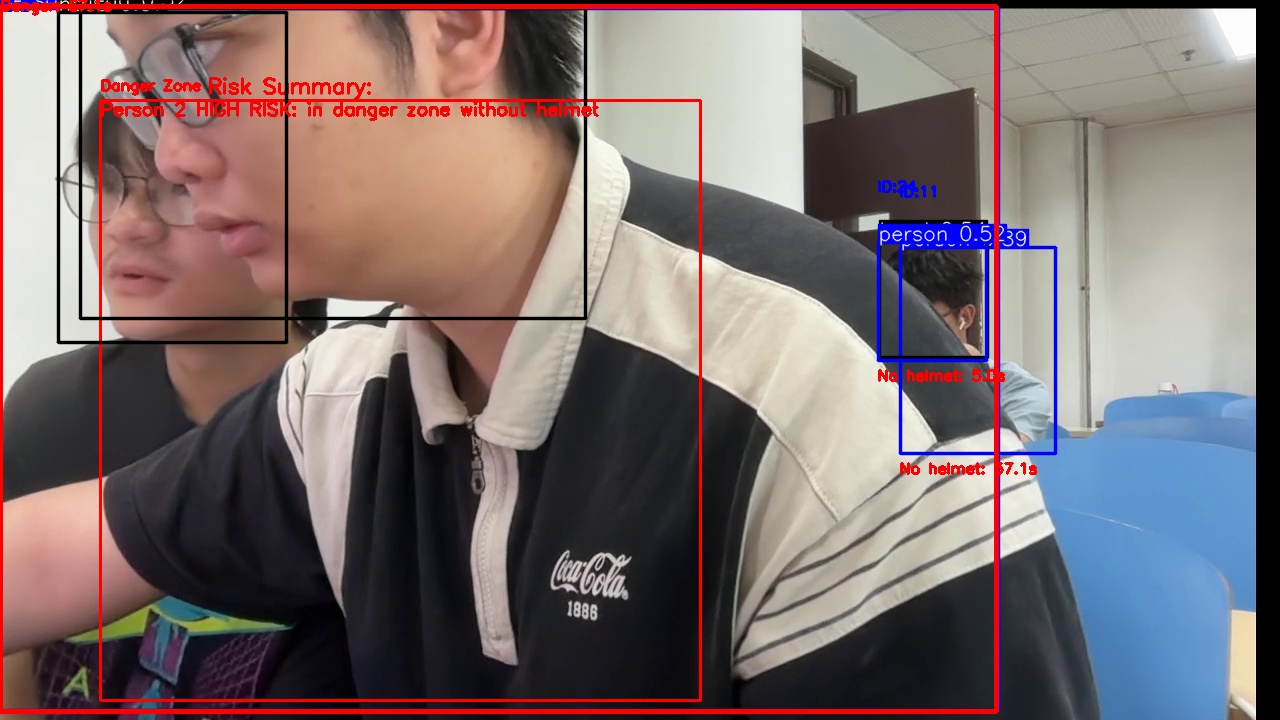 Danger Zone Risk Summary:
Person 2 HIGH RISK: in danger zone without helmet
ID:11
person 0.52
No helmet: 5.0s
No helmet: 57.1s
Coca-Cola
1886
A